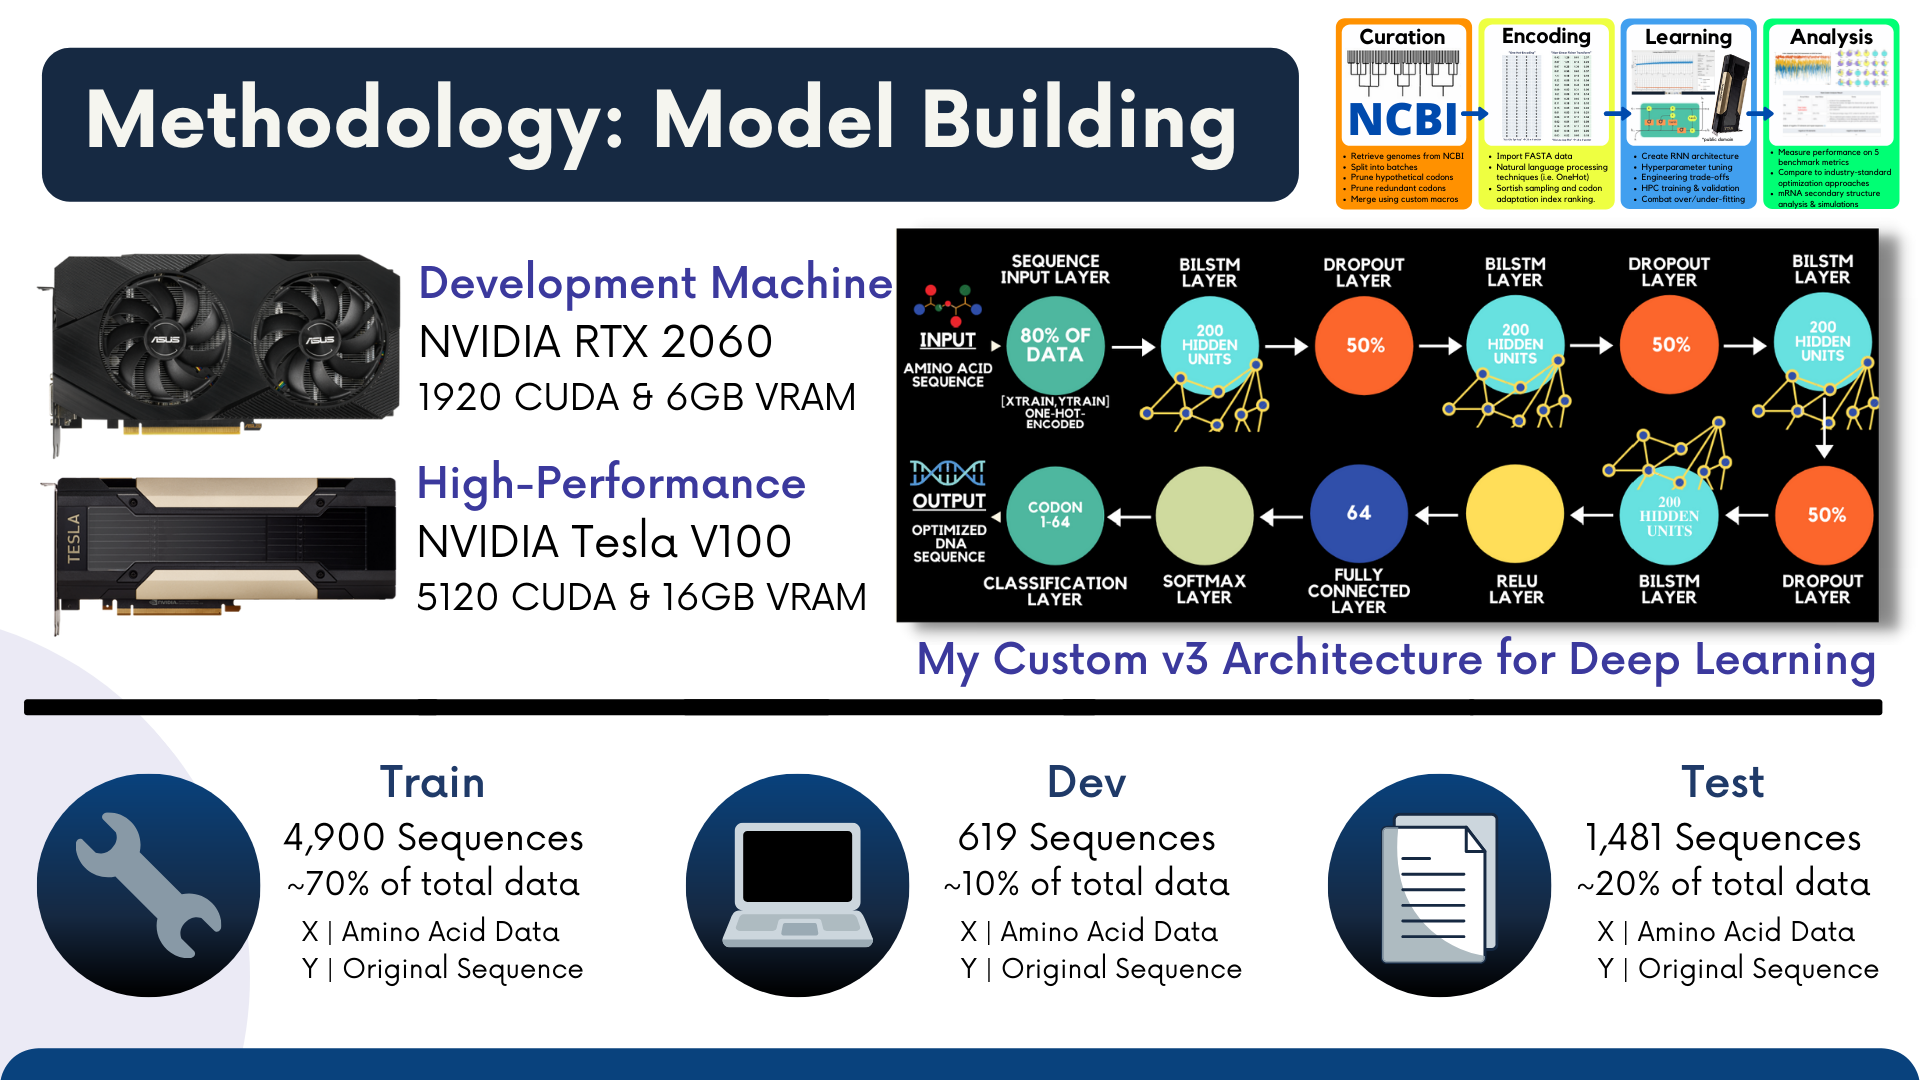 Methodology: Model Building
Curation
NCBI
• Retrieve genomes from NCBI
• Split into batches
• Prune hypothetical codons
• Prune redundant codons
• Merge using custom macros
Encoding
• Import FASTA data
• Natural language processing
techniques (i.e. OneHot)
• Sortish sampling and codon
adaptation index ranking.
Learning
*public domain
• Create RNN architecture
• Hyperparameter tuning
• Engineering trade-offs
• HPC training & validation
• Combat over/under-fitting
Analysis
• Measure performance on 5
benchmark metrics
• Compare to industry-standard
optimization approaches
• mRNA secondary structure
analysis & simulations
ASUS
ASUS
Development Machine
NVIDIA RTX 2060
1920 CUDA & 6GB VRAM
TESLA
High-Performance
NVIDIA Tesla V100
5120 CUDA & 16GB VRAM
INPUT
AMINO ACID
SEQUENCE
SEQUENCE
INPUT LAYER
80% OF
DATA
[XTRAIN,YTRAIN]
ONE-HOT-
ENCODED
BILSTM
LAYER
200
HIDDEN
UNITS
DROPOUT
LAYER
50%
BILSTM
LAYER
200
HIDDEN
UNITS
DROPOUT
LAYER
50%
BILSTM
LAYER
200
HIDDEN
UNITS
50%
DROPOUT
LAYER
200
HIDDEN
UNITS
BILSTM
LAYER
RELU
LAYER
64
FULLY
CONNECTED
LAYER
SOFTMAX
LAYER
CODON
1-64
CLASSIFICATION
LAYER
OUTPUT
OPTIMIZED
DNA
SEQUENCE
My Custom v3 Architecture for Deep Learning
Train
4,900 Sequences
~70% of total data
X | Amino Acid Data
Y | Original Sequence
Dev
619 Sequences
~10% of total data
X | Amino Acid Data
Y | Original Sequence
Test
1,481 Sequences
~20% of total data
X | Amino Acid Data
Y | Original Sequence